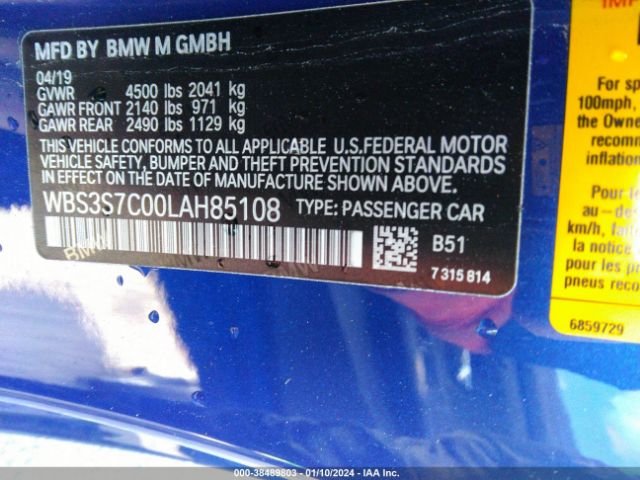 MFD BY BMW M GMBH
04/19
GVWR 4500 lbs 2041 kg
GAWR FRONT 2140 lbs 971 kg
GAWR REAR 2490 lbs 1129 kg
THIS VEHICLE CONFORMS TO ALL APPLICABLE U.S.FEDERAL MOTOR
VEHICLE SAFETY, BUMPER AND THEFT PREVENTION STANDARDS
IN EFFECT ON THE DATE OF MANUFACTURE SHOWN ABOVE.
WBS3S7C00LAH85108 TYPE: PASSENGER CAR
B51
7 315 814
For sp
100mph,
the Owne
recomm
inflation
Pour les
au-de
km/h, fai
la notice
pour les p
pneus reco
6859729
000-38489803 - 01/10/2024 - IAA Inc.